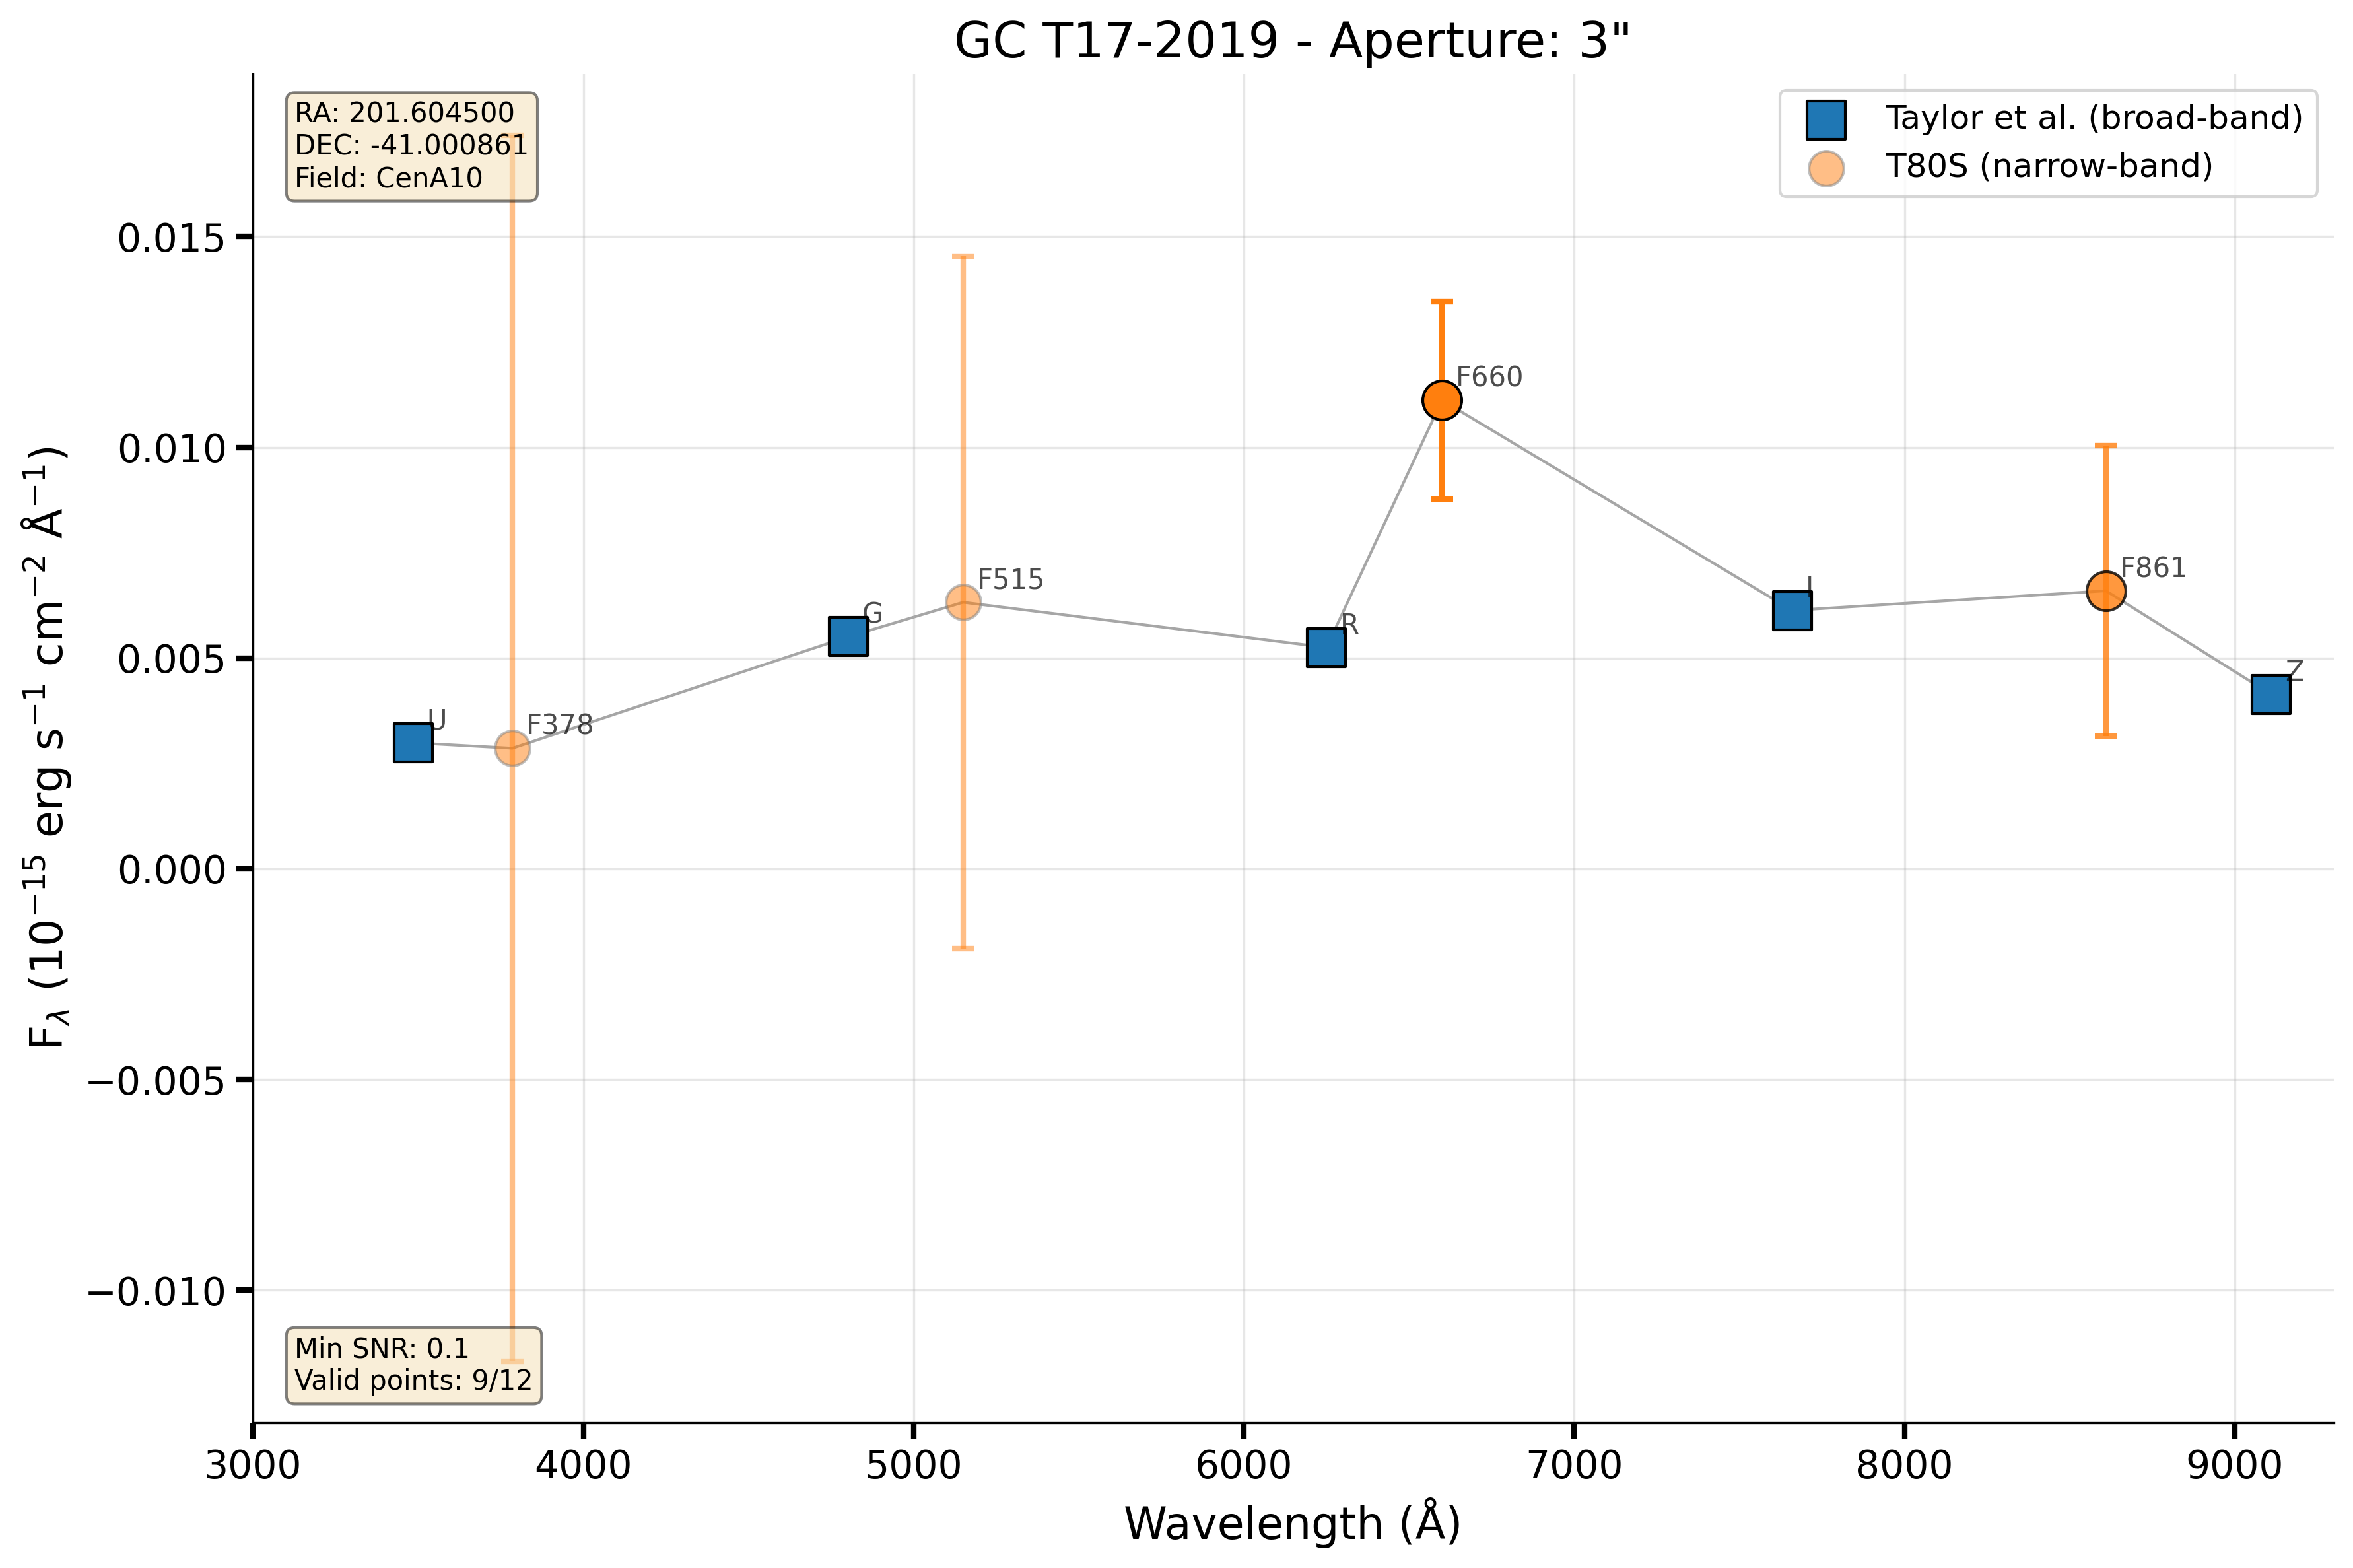 GC T17-2019 - Aperture: 3"
RA: 201.604500
DEC: -41.000861
Field: CenA10
Taylor et al. (broad-band)
T80S (narrow-band)
0.015
0.010
0.005
0.000
−0.005
−0.010
F660
F515
F861
G
R
I
Z
U
F378
Min SNR: 0.1
Valid points: 9/12
3000 4000 5000 6000 7000 8000 9000
Wavelength (Å)
Fλ (10⁻¹⁵ erg s⁻¹ cm⁻² Å⁻¹)